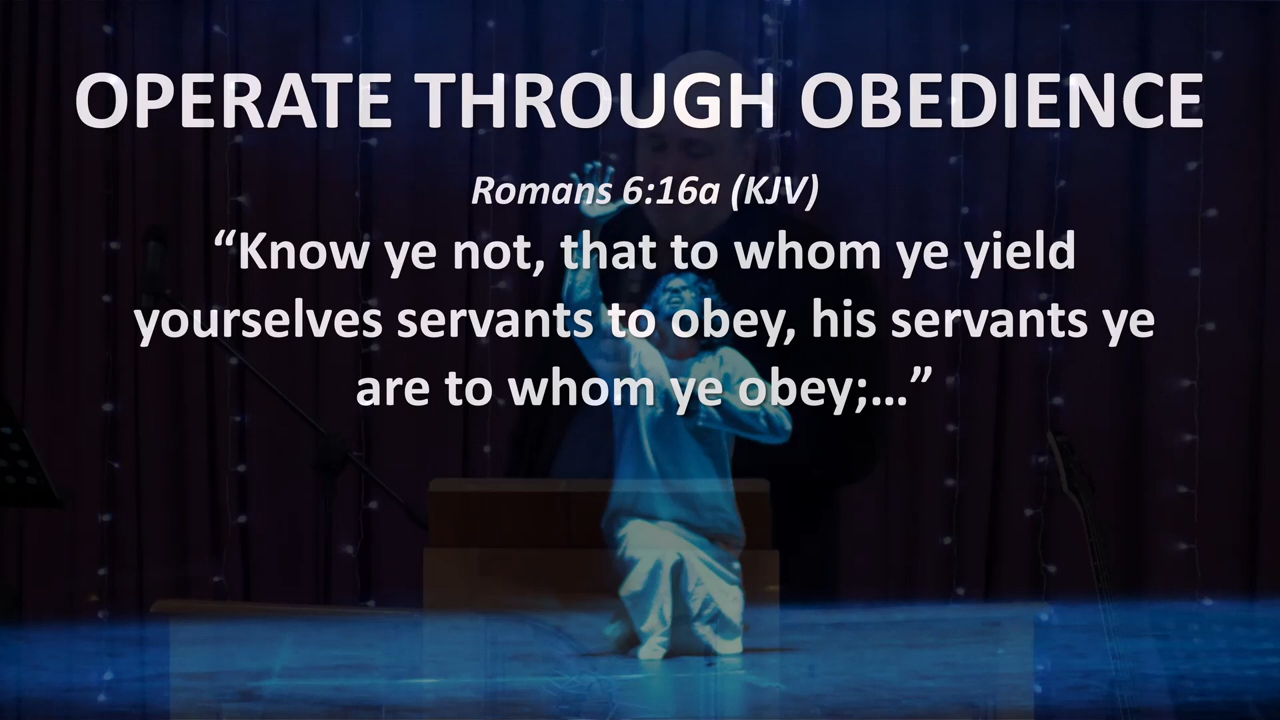 OPERATE THROUGH OBEDIENCE
Romans 6:16a (KJV)
“Know ye not, that to whom ye yield
yourselves servants to obey, his servants ye
are to whom ye obey;…”